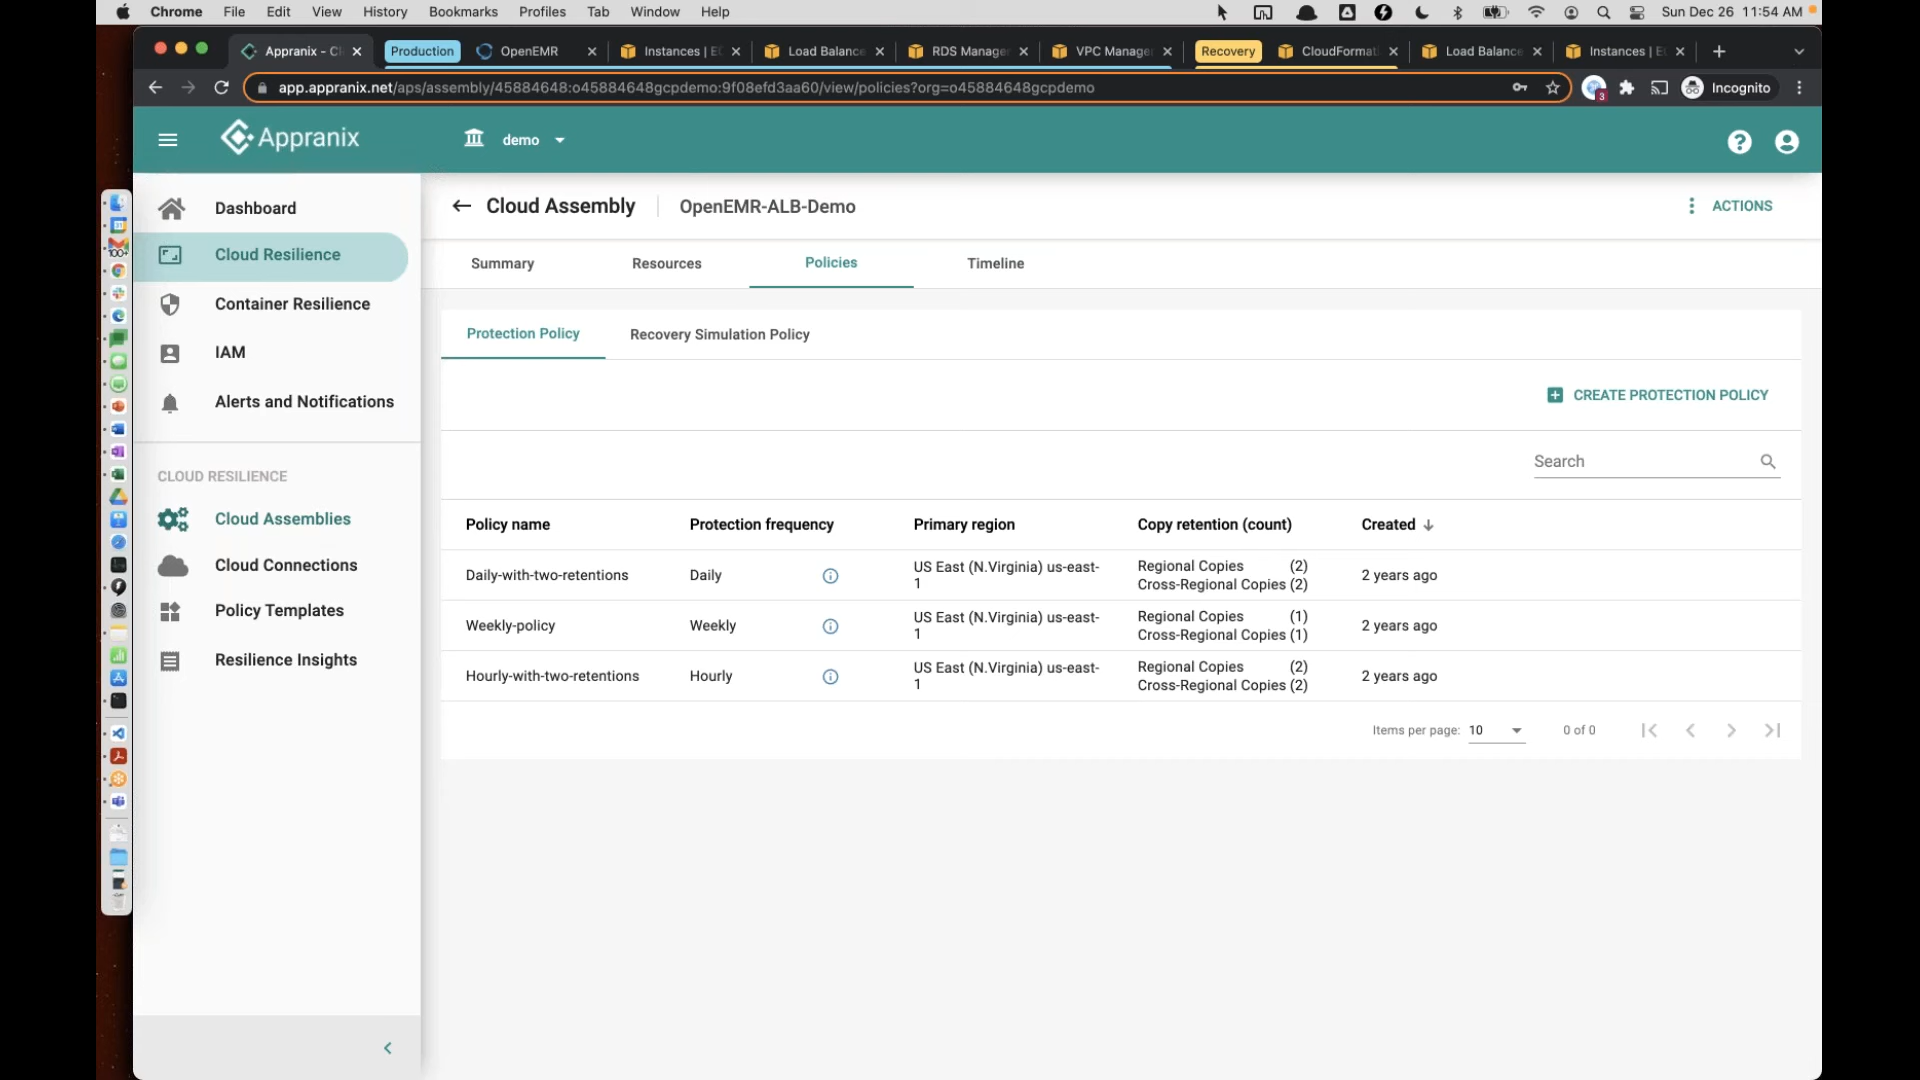 Chrome File Edit View History Bookmarks Profiles Tab Window Help Sun Dec 26 11:54 AM
Appranix - Cl Production OpenEMR Instances | EC Load Balance RDS Manager VPC Manage Recovery CloudFormati Load Balance Instances | E
app.appranix.net/aps/assembly/45884648:o45884648gcpdemo:9f08efd3aa60/view/policies?org=o45884648gcpdemo 3 Incognito
Appranix demo
Dashboard
Cloud Resilience
Container Resilience
IAM
Alerts and Notifications
CLOUD RESILIENCE
Cloud Assemblies
Cloud Connections
Policy Templates
Resilience Insights
100+
Cloud Assembly OpenEMR-ALB-Demo ACTIONS
Summary Resources Policies Timeline
Protection Policy Recovery Simulation Policy
CREATE PROTECTION POLICY
Search
Policy name Protection frequency Primary region Copy retention (count) Created
Daily-with-two-retentions Daily US East (N.Virginia) us-east-1 Regional Copies (2) Cross-Regional Copies (2) 2 years ago
Weekly-policy Weekly US East (N.Virginia) us-east-1 Regional Copies (1) Cross-Regional Copies (1) 2 years ago
Hourly-with-two-retentions Hourly US East (N.Virginia) us-east-1 Regional Copies (2) Cross-Regional Copies (2) 2 years ago
Items per page: 10 0 of 0